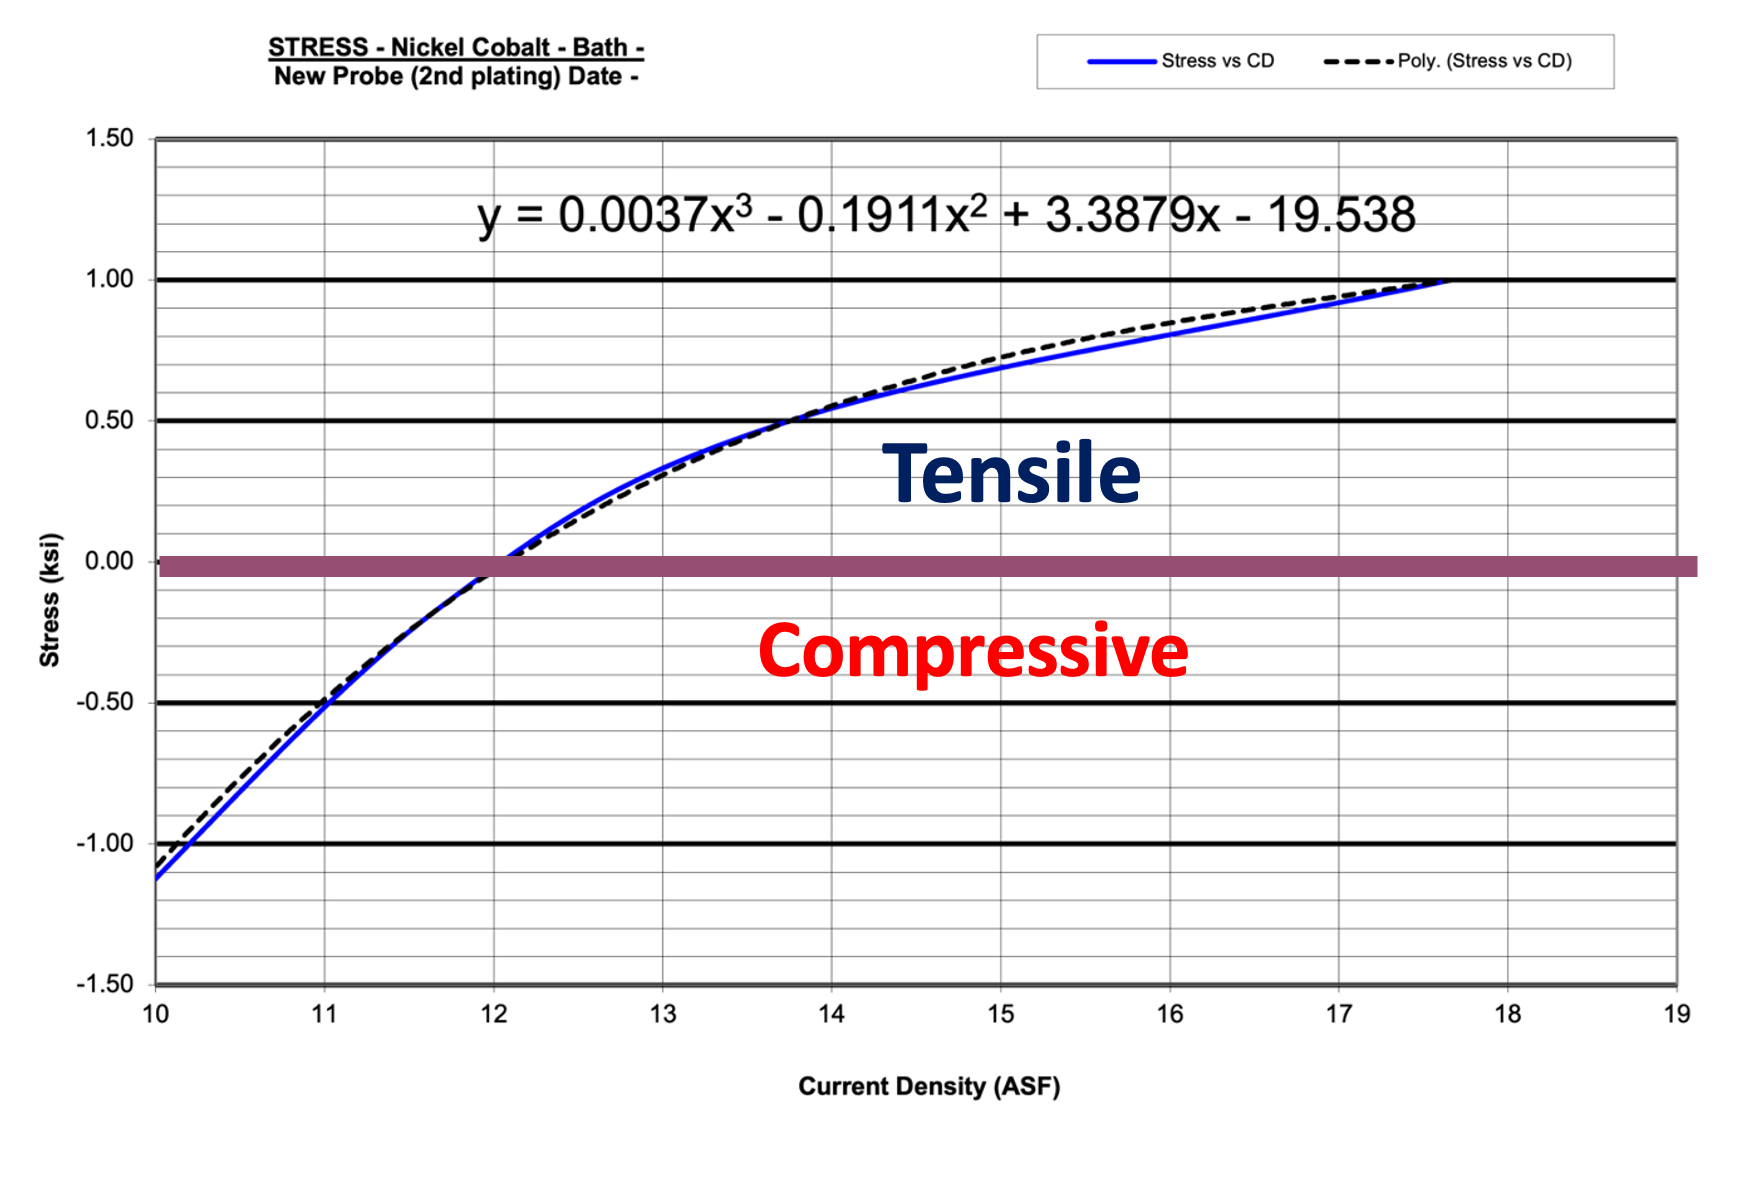 STRESS - Nickel Cobalt - Bath -
New Probe (2nd plating) Date -
Stress vs CD
Poly. (Stress vs CD)
1.50
y = 0.0037x³ - 0.1911x² + 3.3879x - 19.538
1.00
0.50
Tensile
0.00
Stress (ksi)
Compressive
-0.50
-1.00
-1.50
10 11 12 13 14 15 16 17 18 19
Current Density (ASF)